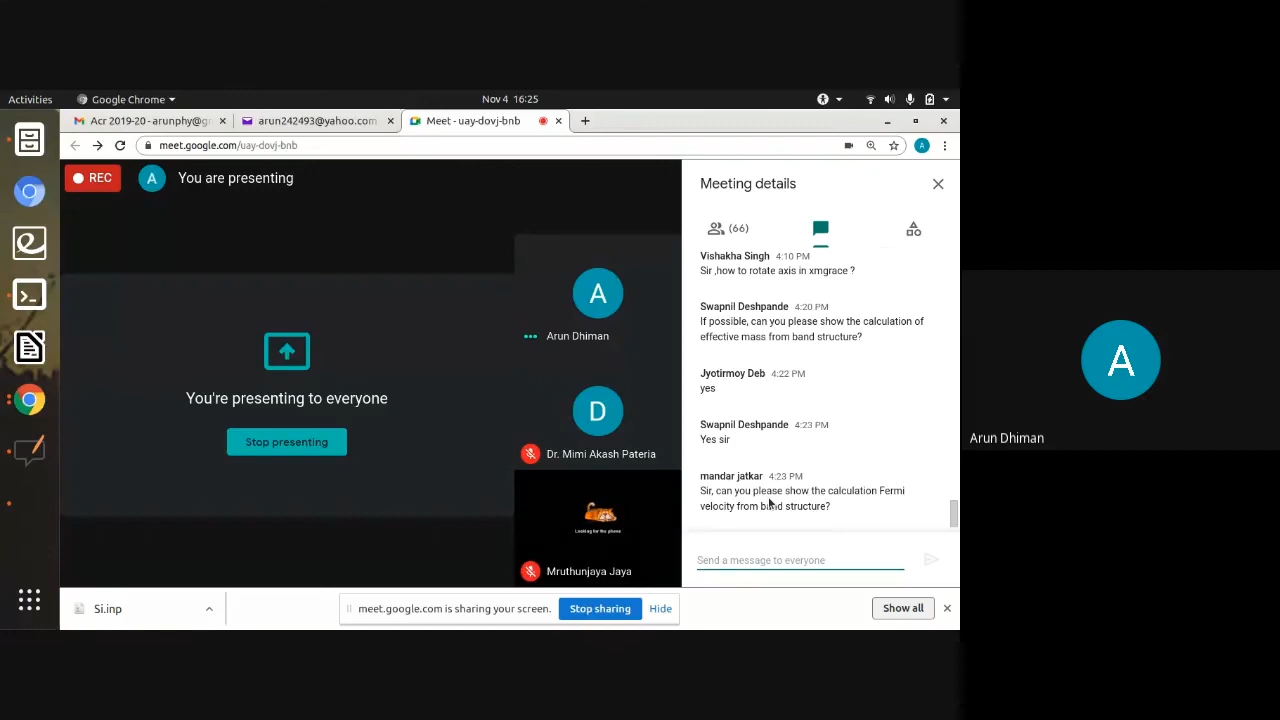 Activities
Google Chrome
Nov 4 16:25
Acr 2019-20 - arunphy@g
arun242493@yahoo.com
Meet - uay-dovj-bnb
meet.google.com/uay-dovj-bnb
A
REC
A
You are presenting
Meeting details
(66)
Vishakha Singh 4:10 PM
Sir ,how to rotate axis in xmgrace ?
Swapnil Deshpande 4:20 PM
If possible, can you please show the calculation of
effective mass from band structure?
Jyotirmoy Deb 4:22 PM
yes
Swapnil Deshpande 4:23 PM
Yes sir
mandar jatkar 4:23 PM
Sir, can you please show the calculation Fermi
velocity from band structure?
Send a message to everyone
You're presenting to everyone
Stop presenting
A
Arun Dhiman
D
Dr. Mimi Akash Pateria
Looking for the phone
Mruthunjaya Jaya
A
Arun Dhiman
Si.inp
meet.google.com is sharing your screen.
Stop sharing
Hide
Show all